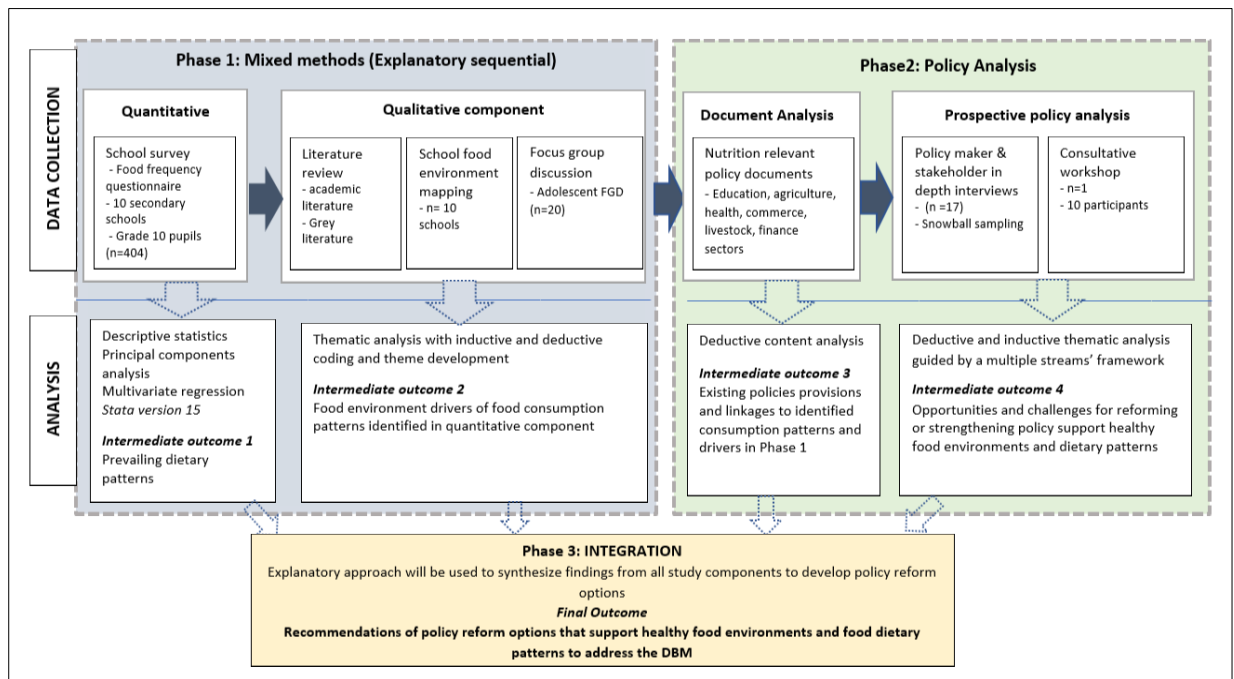 DATA COLLECTION
Phase 1: Mixed methods (Explanatory sequential)
Quantitative
School survey
- Food frequency
questionnaire
- 10 secondary
schools
- Grade 10 pupils
(n=404)
Qualitative component
Literature
review
- academic
literature
- Grey
literature
School food
environment
mapping
- n= 10
schools
Focus group
discussion
- Adolescent FGD
(n=20)
Phase2: Policy Analysis
Document Analysis
Nutrition relevant
policy documents
- Education, agriculture,
health, commerce,
livestock, finance
sectors
Prospective policy analysis
Policy maker &
stakeholder in
depth interviews
- (n =17)
- Snowball sampling
Consultative
workshop
- n=1
- 10 participants
ANALYSIS
Descriptive statistics
Principal components
analysis
Multivariate regression
Stata version 15
Intermediate outcome 1
Prevailing dietary
patterns
Thematic analysis with inductive and deductive
coding and theme development
Intermediate outcome 2
Food environment drivers of food consumption
patterns identified in quantitative component
Deductive content analysis
Intermediate outcome 3
Existing policies provisions
and linkages to identified
consumption patterns and
drivers in Phase 1
Deductive and inductive thematic analysis
guided by a multiple streams’ framework
Intermediate outcome 4
Opportunities and challenges for reforming
or strengthening policy support healthy
food environments and dietary patterns
Phase 3: INTEGRATION
Explanatory approach will be used to synthesize findings from all study components to develop policy reform
options
Final Outcome
Recommendations of policy reform options that support healthy food environments and food dietary
patterns to address the DBM